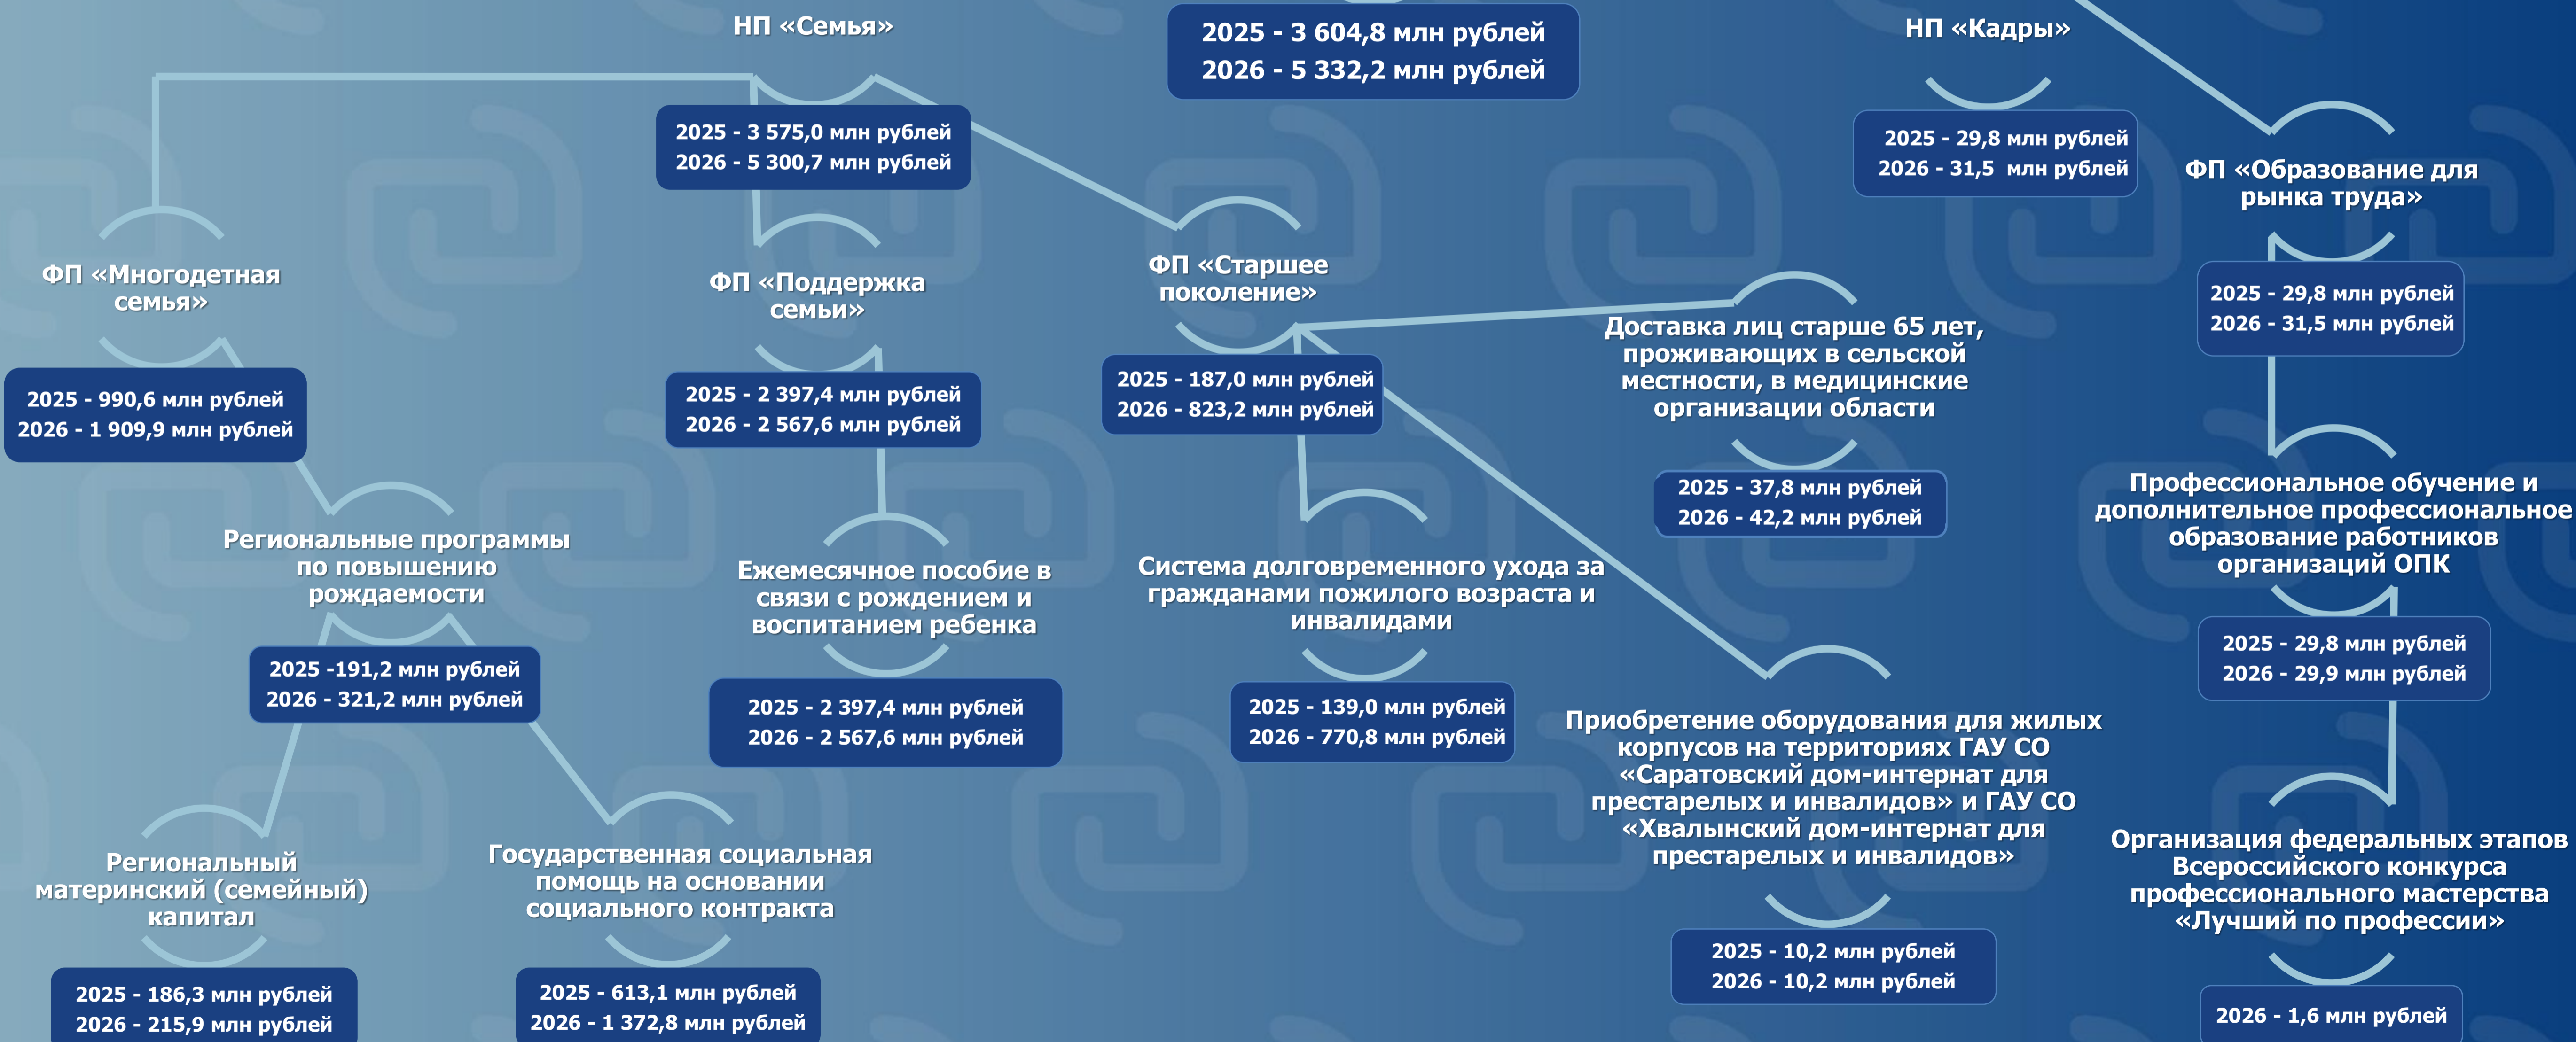 НП «Семья»
2025 - 3 604,8 млн рублей
2026 - 5 332,2 млн рублей
НП «Кадры»
2025 - 3 575,0 млн рублей
2026 - 5 300,7 млн рублей
2025 - 29,8 млн рублей
2026 - 31,5 млн рублей
ФП «Образование для
рынка труда»
2025 - 29,8 млн рублей
2026 - 31,5 млн рублей
ФП «Многодетная
семья»
2025 - 990,6 млн рублей
2026 - 1 909,9 млн рублей
ФП «Поддержка
семьи»
2025 - 2 397,4 млн рублей
2026 - 2 567,6 млн рублей
ФП «Старшее
поколение»
2025 - 187,0 млн рублей
2026 - 823,2 млн рублей
Доставка лиц старше 65 лет,
проживающих в сельской
местности, в медицинские
организации области
2025 - 37,8 млн рублей
2026 - 42,2 млн рублей
Региональные программы
по повышению
рождаемости
2025 -191,2 млн рублей
2026 - 321,2 млн рублей
Ежемесячное пособие в
связи с рождением и
воспитанием ребенка
2025 - 2 397,4 млн рублей
2026 - 2 567,6 млн рублей
Система долговременного ухода за
гражданами пожилого возраста и
инвалидами
2025 - 139,0 млн рублей
2026 - 770,8 млн рублей
Профессиональное обучение и
дополнительное профессиональное
образование работников
организаций ОПК
2025 - 29,8 млн рублей
2026 - 29,9 млн рублей
Приобретение оборудования для жилых
корпусов на территориях ГАУ СО
«Саратовский дом-интернат для
престарелых и инвалидов» и ГАУ СО
«Хвалынский дом-интернат для
престарелых и инвалидов»
2025 - 10,2 млн рублей
2026 - 10,2 млн рублей
Региональный
материнский (семейный)
капитал
2025 - 186,3 млн рублей
2026 - 215,9 млн рублей
Государственная социальная
помощь на основании
социального контракта
2025 - 613,1 млн рублей
2026 - 1 372,8 млн рублей
Организация федеральных этапов
Всероссийского конкурса
профессионального мастерства
«Лучший по профессии»
2026 - 1,6 млн рублей